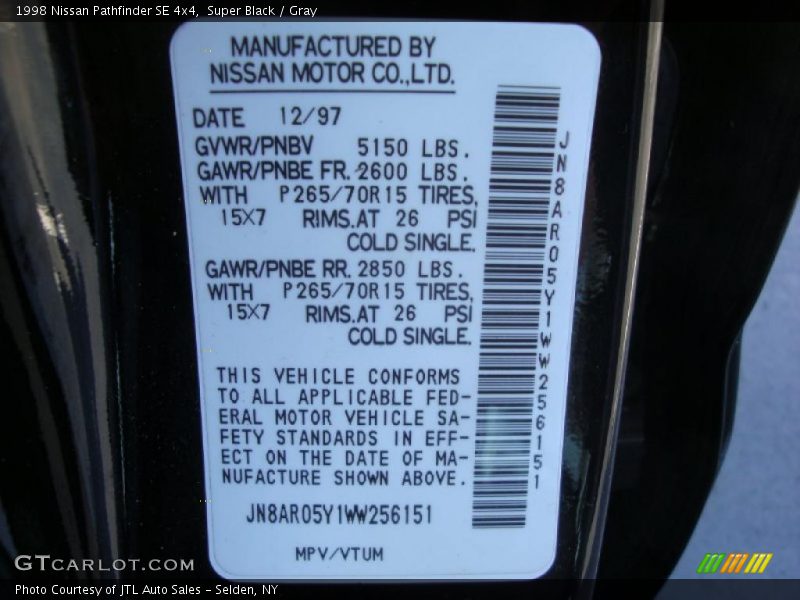 1998 Nissan Pathfinder SE 4x4,  Super Black / Gray
MANUFACTURED BY
NISSAN MOTOR CO.,LTD.
DATE 12/97
GVWR/PNBV 5150 LBS.
GAWR/PNBE FR. 2600 LBS.
WITH P265/70R15 TIRES,
15X7 RIMS.AT 26 PSI
COLD SINGLE.
GAWR/PNBE RR. 2850 LBS.
WITH P265/70R15 TIRES,
15X7 RIMS.AT 26 PSI
COLD SINGLE.
THIS VEHICLE CONFORMS
TO ALL APPLICABLE FED-
ERAL MOTOR VEHICLE SA-
FETY STANDARDS IN EFF-
ECT ON THE DATE OF MA-
NUFACTURE SHOWN ABOVE.
JN8AR05Y1WW256151
MPV/VTUM
JN8AR05Y1WW256151
GTCARLOT.COM
Photo Courtesy of JTL Auto Sales – Selden, NY